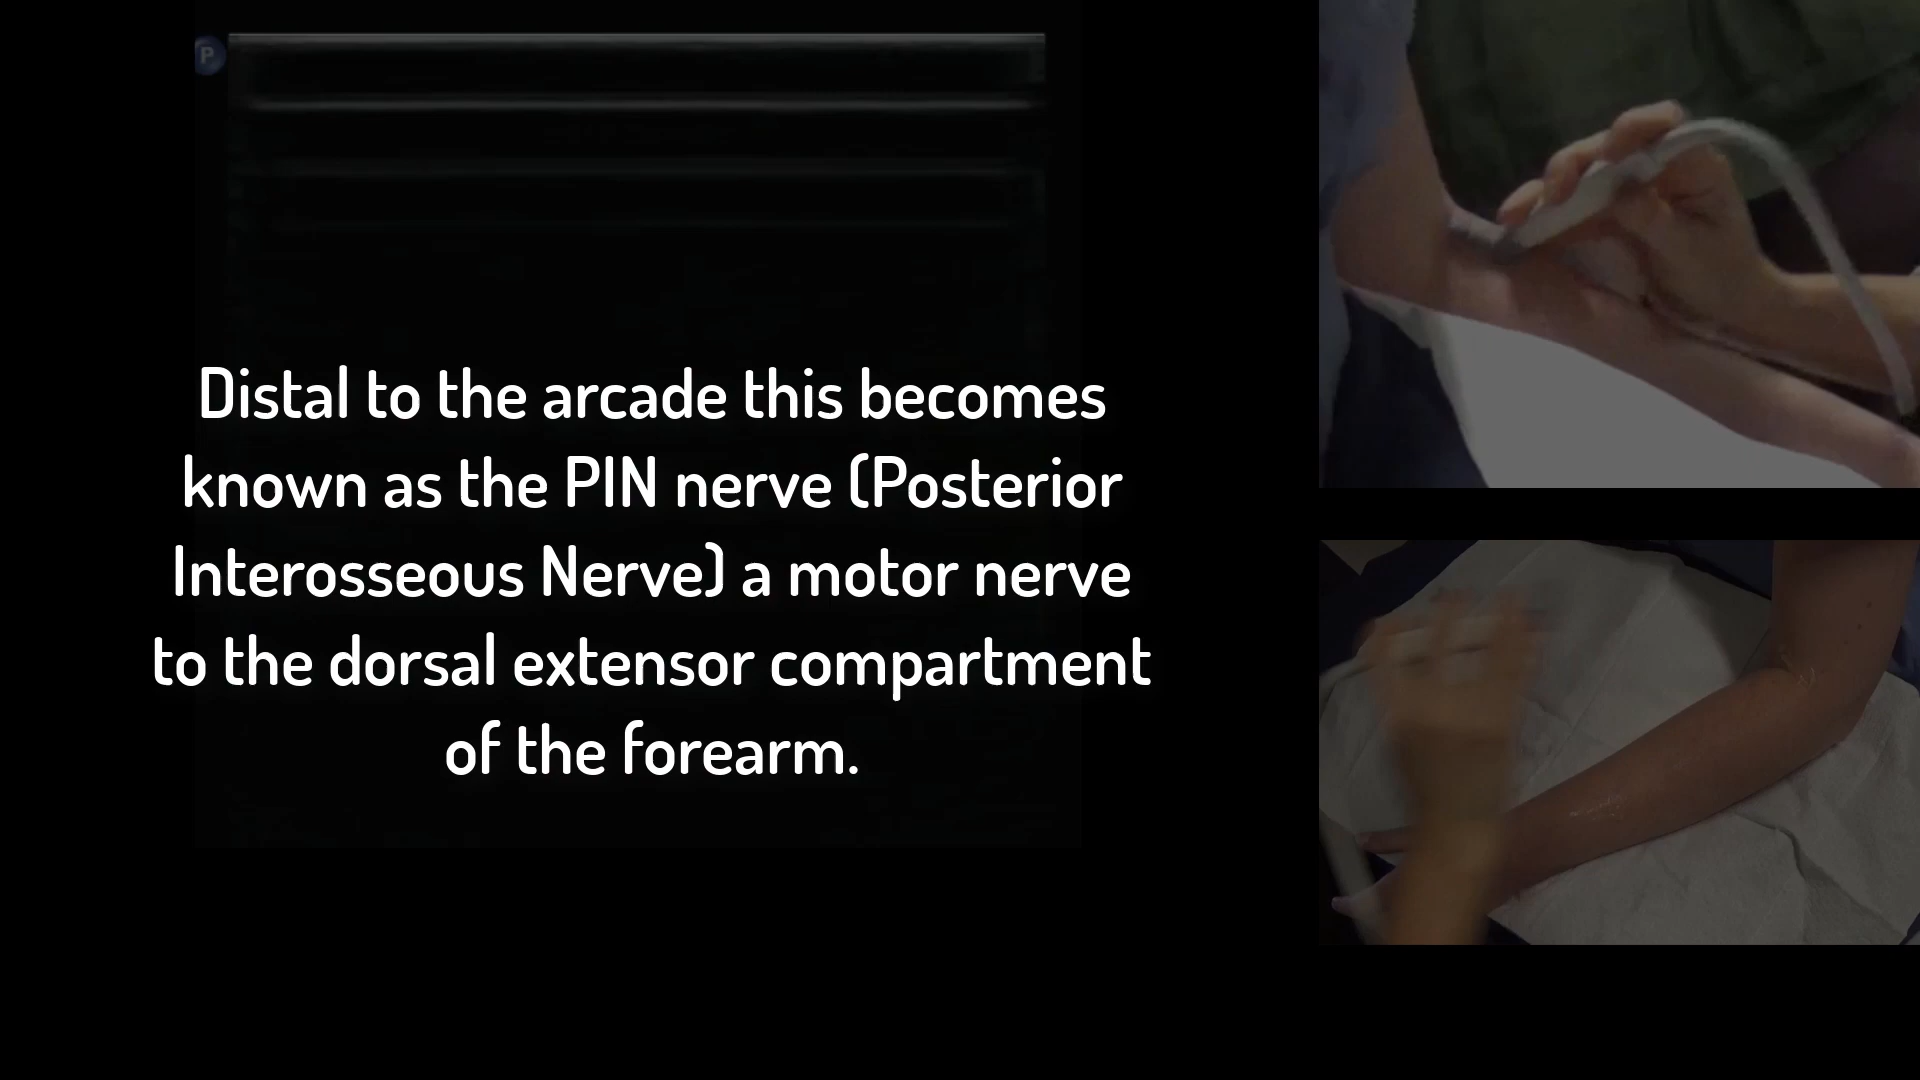 P
Distal to the arcade this becomes
known as the PIN nerve (Posterior
Interosseous Nerve) a motor nerve
to the dorsal extensor compartment
of the forearm.